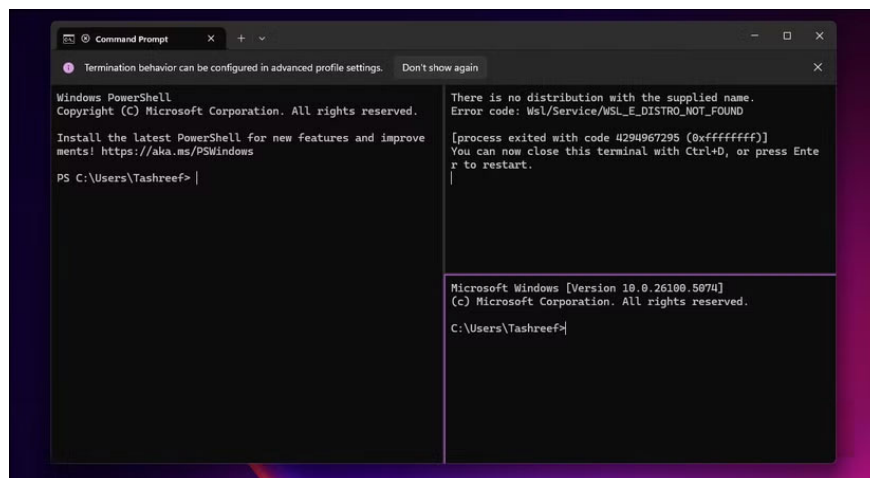 Command Prompt
Termination behavior can be configured in advanced profile settings. Don't show again
Windows PowerShell
Copyright (C) Microsoft Corporation. All rights reserved.
Install the latest PowerShell for new features and improve
ments! https://aka.ms/PSWindows
PS C:\Users\Tashreef>
There is no distribution with the supplied name.
Error code: Wsl/Service/WSL_E_DISTRO_NOT_FOUND
[process exited with code 4294967295 (0xffffffff)]
You can now close this terminal with Ctrl+D, or press Ente
r to restart.
Microsoft Windows [Version 10.0.26100.5074]
(c) Microsoft Corporation. All rights reserved.
C:\Users\Tashreef>